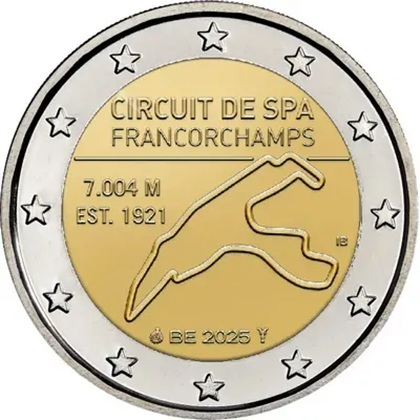 CIRCUIT DE SPA
FRANCORCHAMPS
7.004 M
EST. 1921
IB
BE 2025